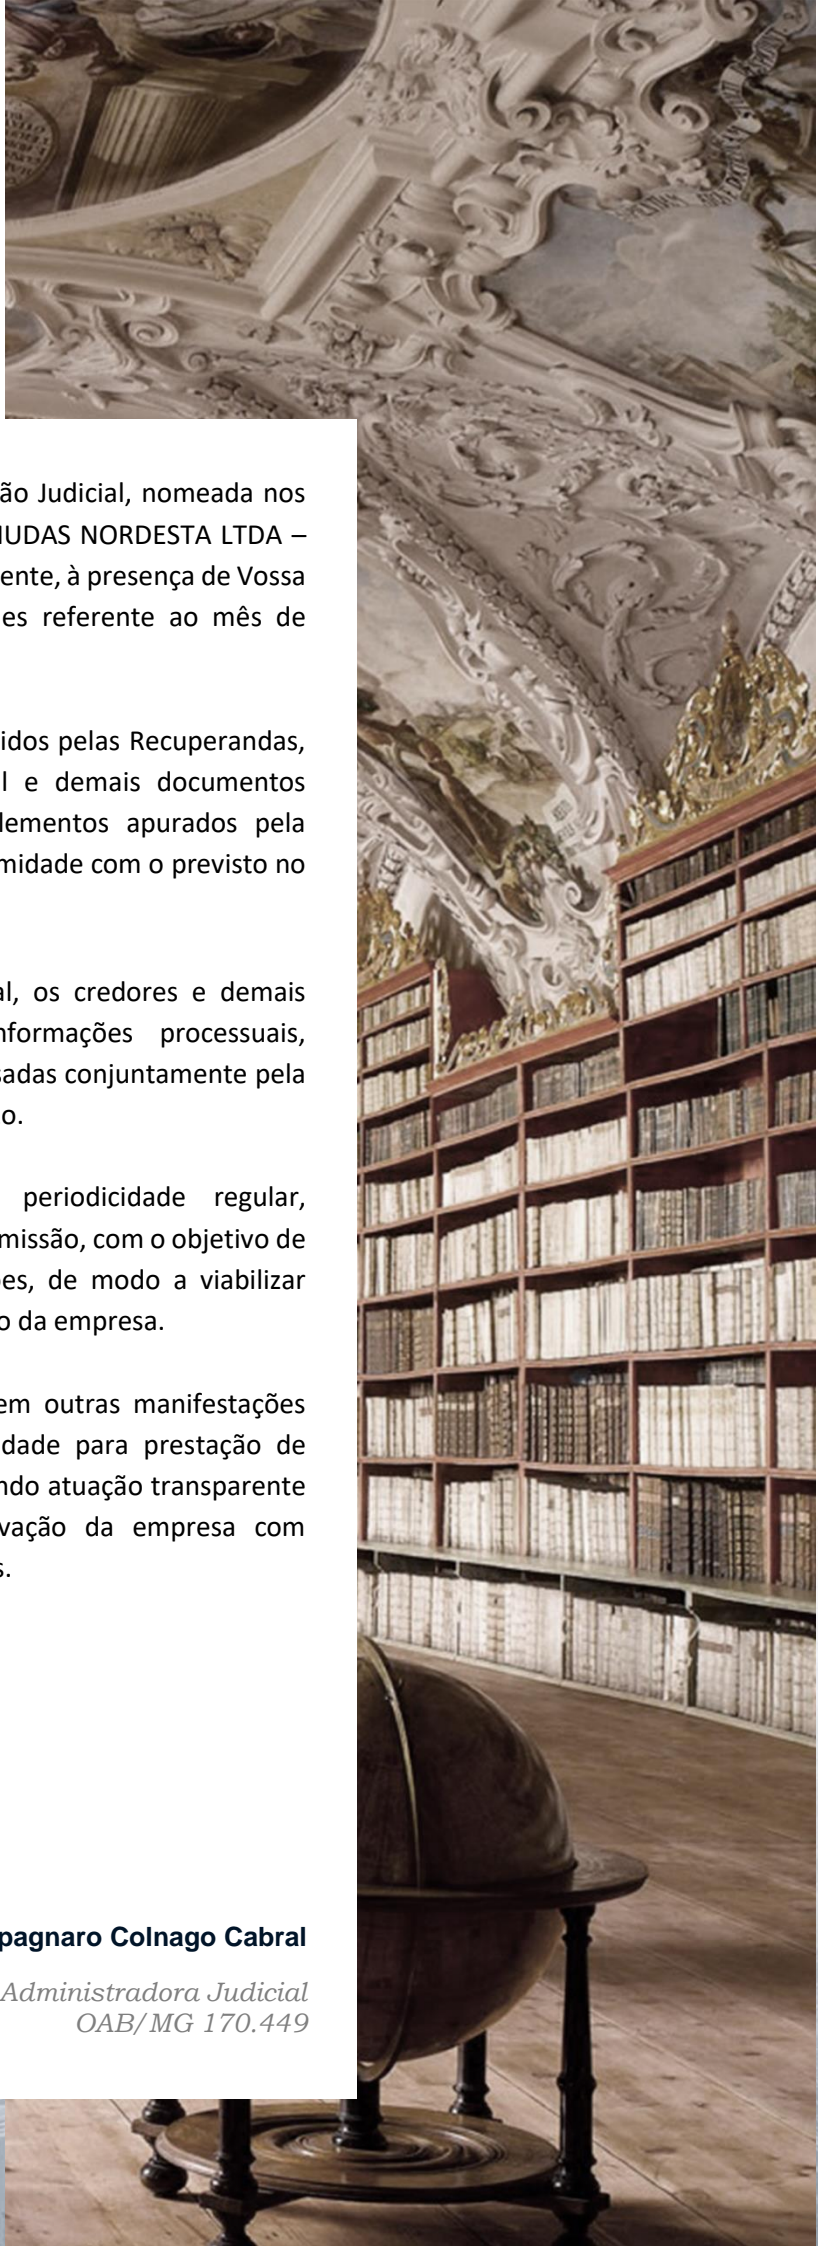 ão Judicial, nomeada nos
UDAS NORDESTA LTDA –
ente, à presença de Vossa
es referente ao mês de
idos pelas Recuperandas,
l e demais documentos
lementos apurados pela
midade com o previsto no
al, os credores e demais
nformações processuais,
sadas conjuntamente pela
o.
periodicidade regular,
missão, com o objetivo de
es, de modo a viabilizar
o da empresa.
em outras manifestações
dade para prestação de
ndo atuação transparente
vação da empresa com
s.
pagnaro Colnago Cabral
Administradora Judicial
OAB/MG 170.449